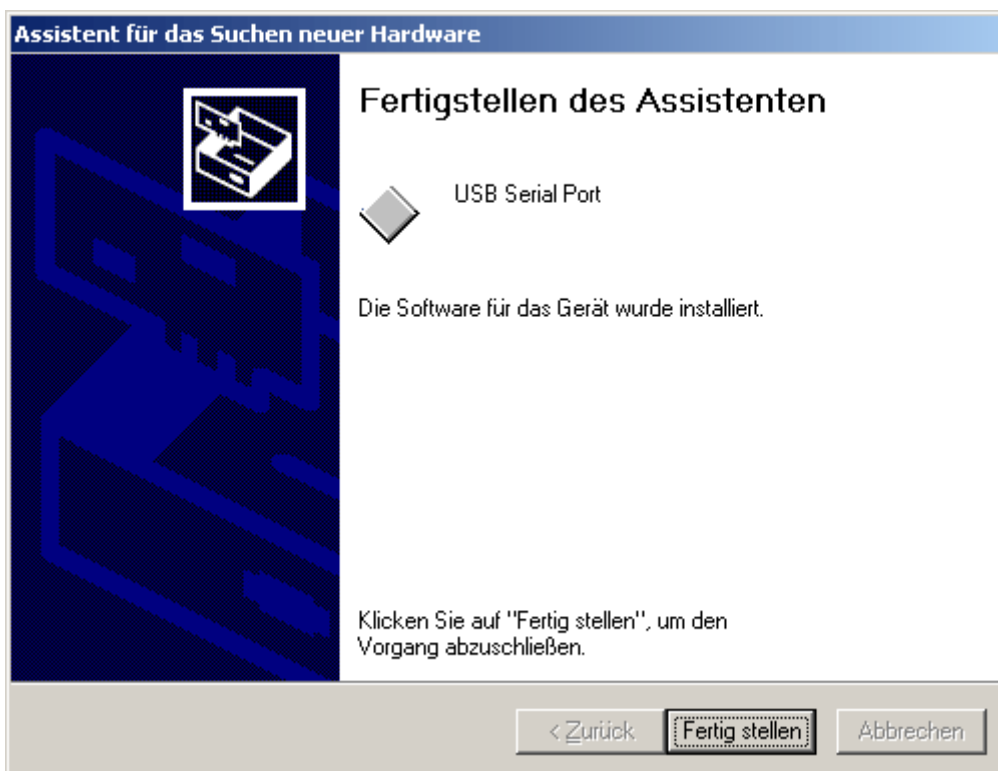 Assistent für das Suchen neuer Hardware
Fertigstellen des Assistenten
USB Serial Port
Die Software für das Gerät wurde installiert.
Klicken Sie auf "Fertig stellen", um den
Vorgang abzuschließen.
< Zurück
Fertig stellen
Abbrechen